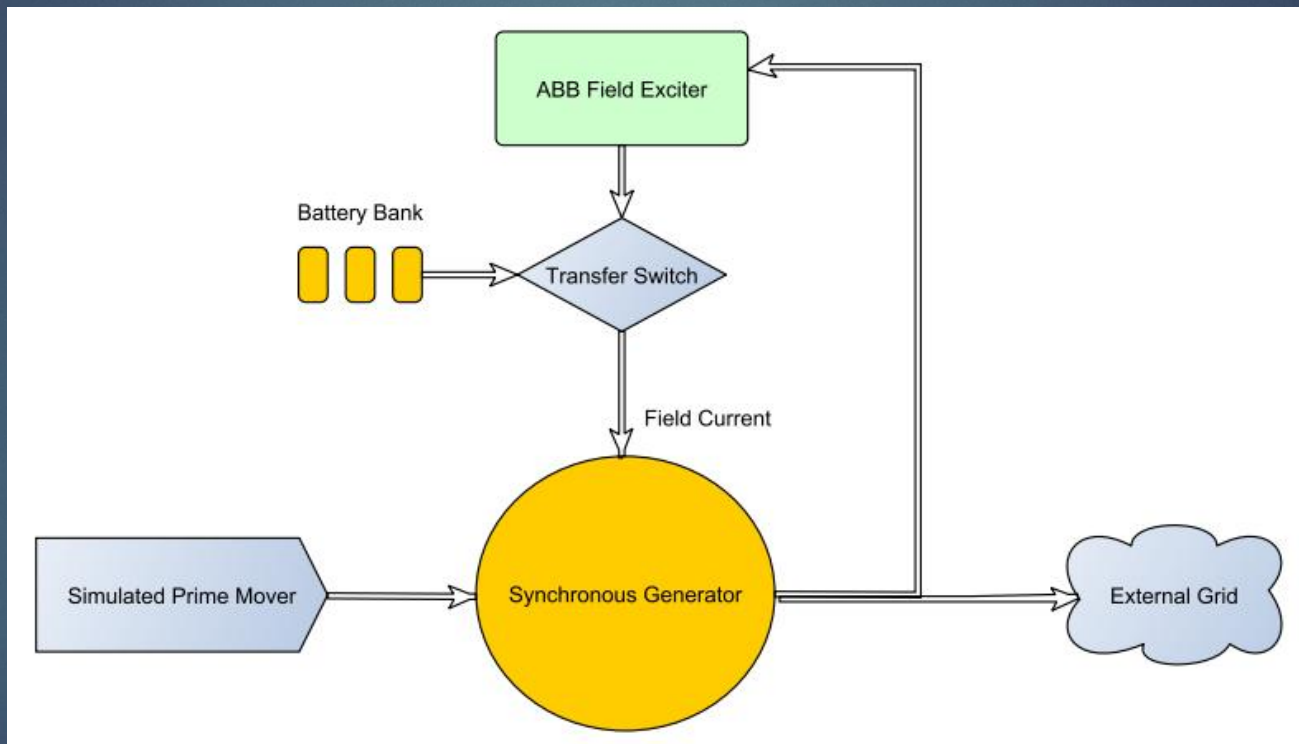 ABB Field Exciter
Battery Bank
Transfer Switch
Field Current
Simulated Prime Mover
Synchronous Generator
External Grid